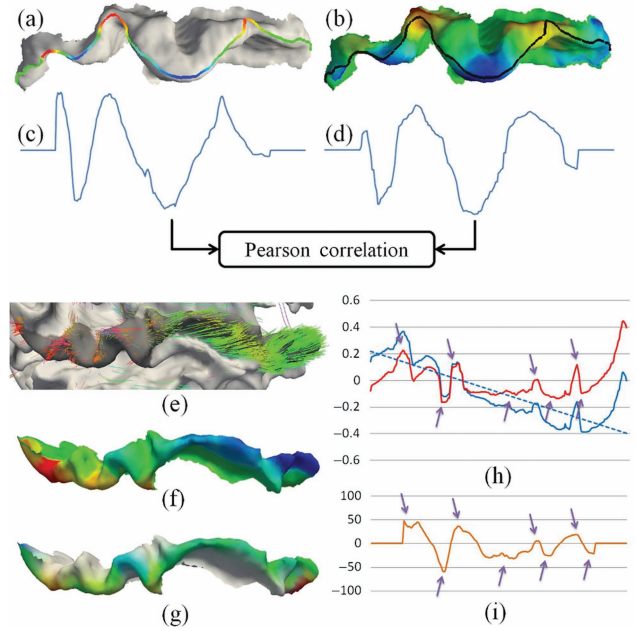 (a)
(b)
(c)
(d)
Pearson correlation
(e)
(f)
(g)
0.6
0.4
0.2
0
−0.2
−0.4
−0.6
(h)
100
50
0
−50
−100
(i)